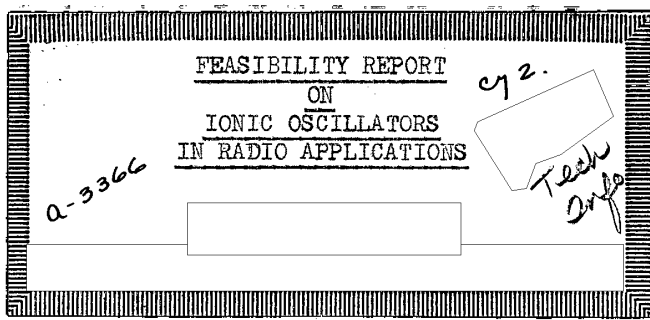 FEASIBILITY REPORT
ON
IONIC OSCILLATORS
IN RADIO APPLICATIONS
cy 2.
a-3366
Tech
Info